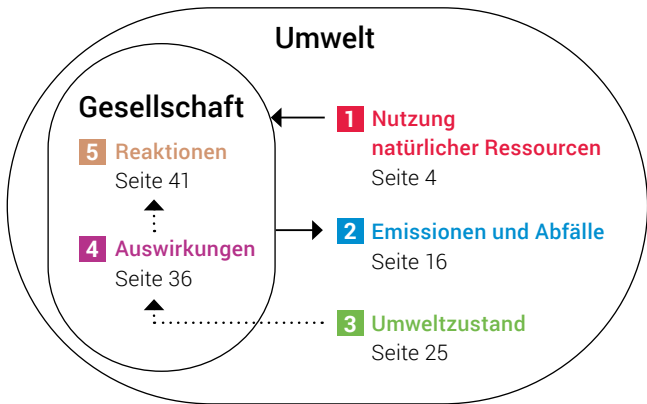 Umwelt
Gesellschaft
5 Reaktionen
Seite 41
4 Auswirkungen
Seite 36
1 Nutzung
natürlicher Ressourcen
Seite 4
2 Emissionen und Abfälle
Seite 16
3 Umweltzustand
Seite 25